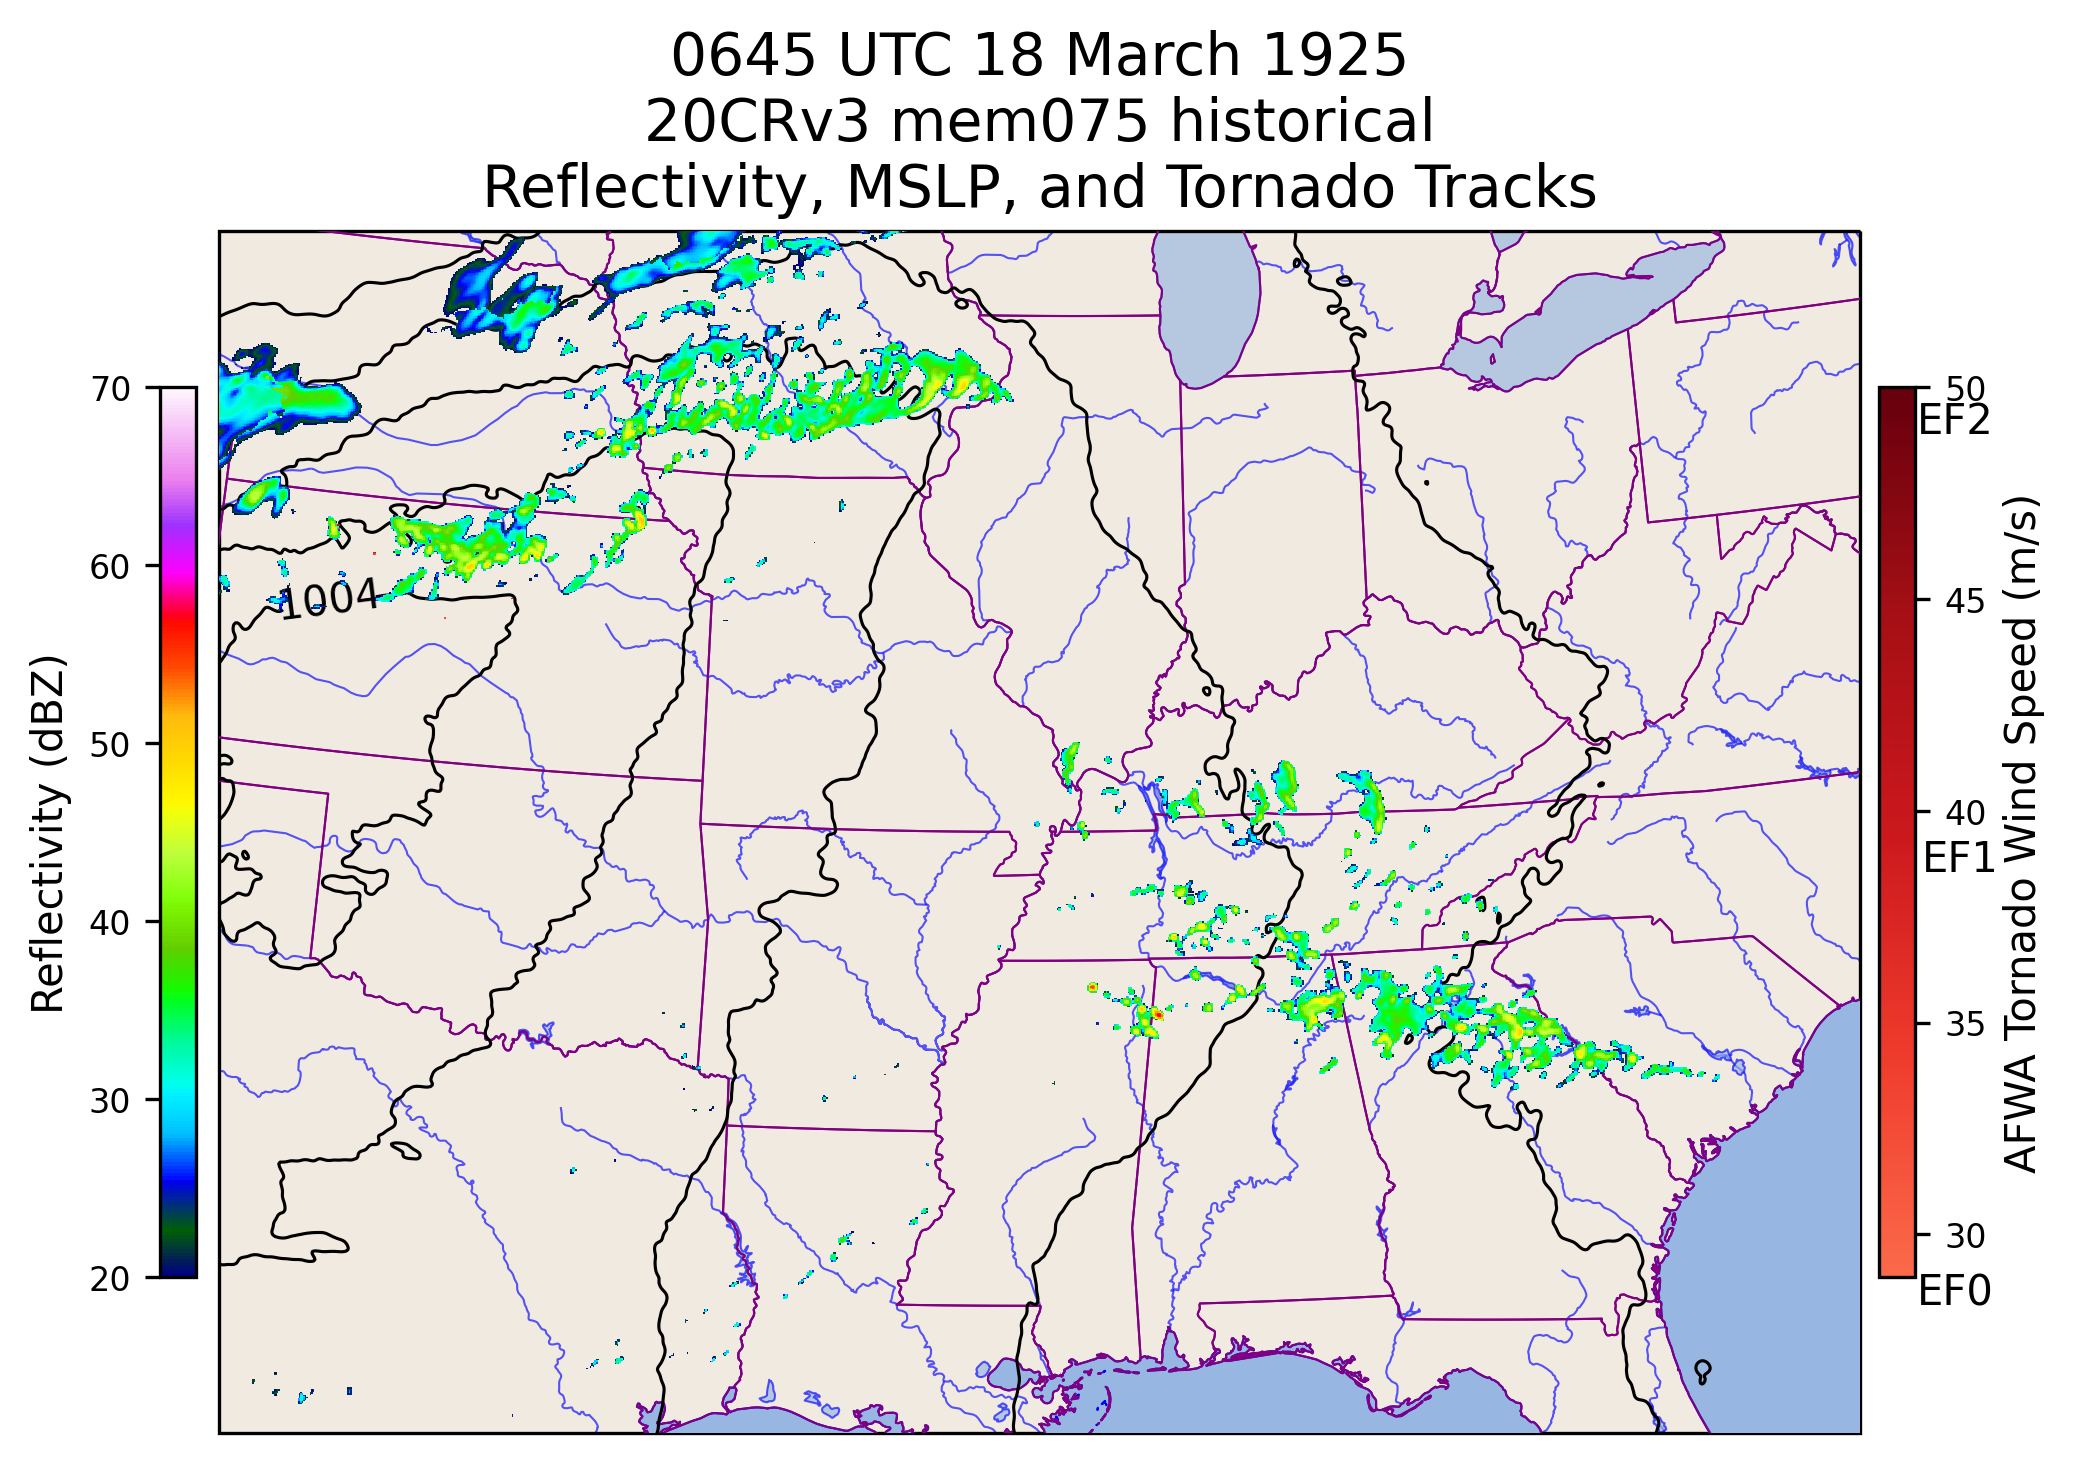 0645 UTC 18 March 1925
20CRv3 mem075 historical
Reflectivity, MSLP, and Tornado Tracks
Reflectivity (dBZ)
70
60
50
40
30
20
1004
50
EF2
45
40
EF1
35
30
EF0
AFWA Tornado Wind Speed (m/s)